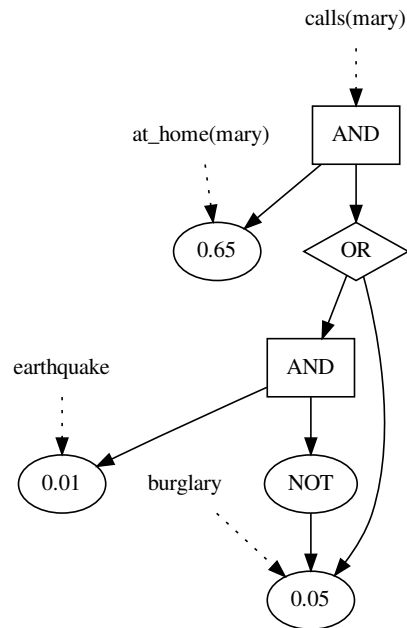 calls(mary)
AND
at_home(mary)
0.65
OR
AND
earthquake
0.01
burglary
NOT
0.05